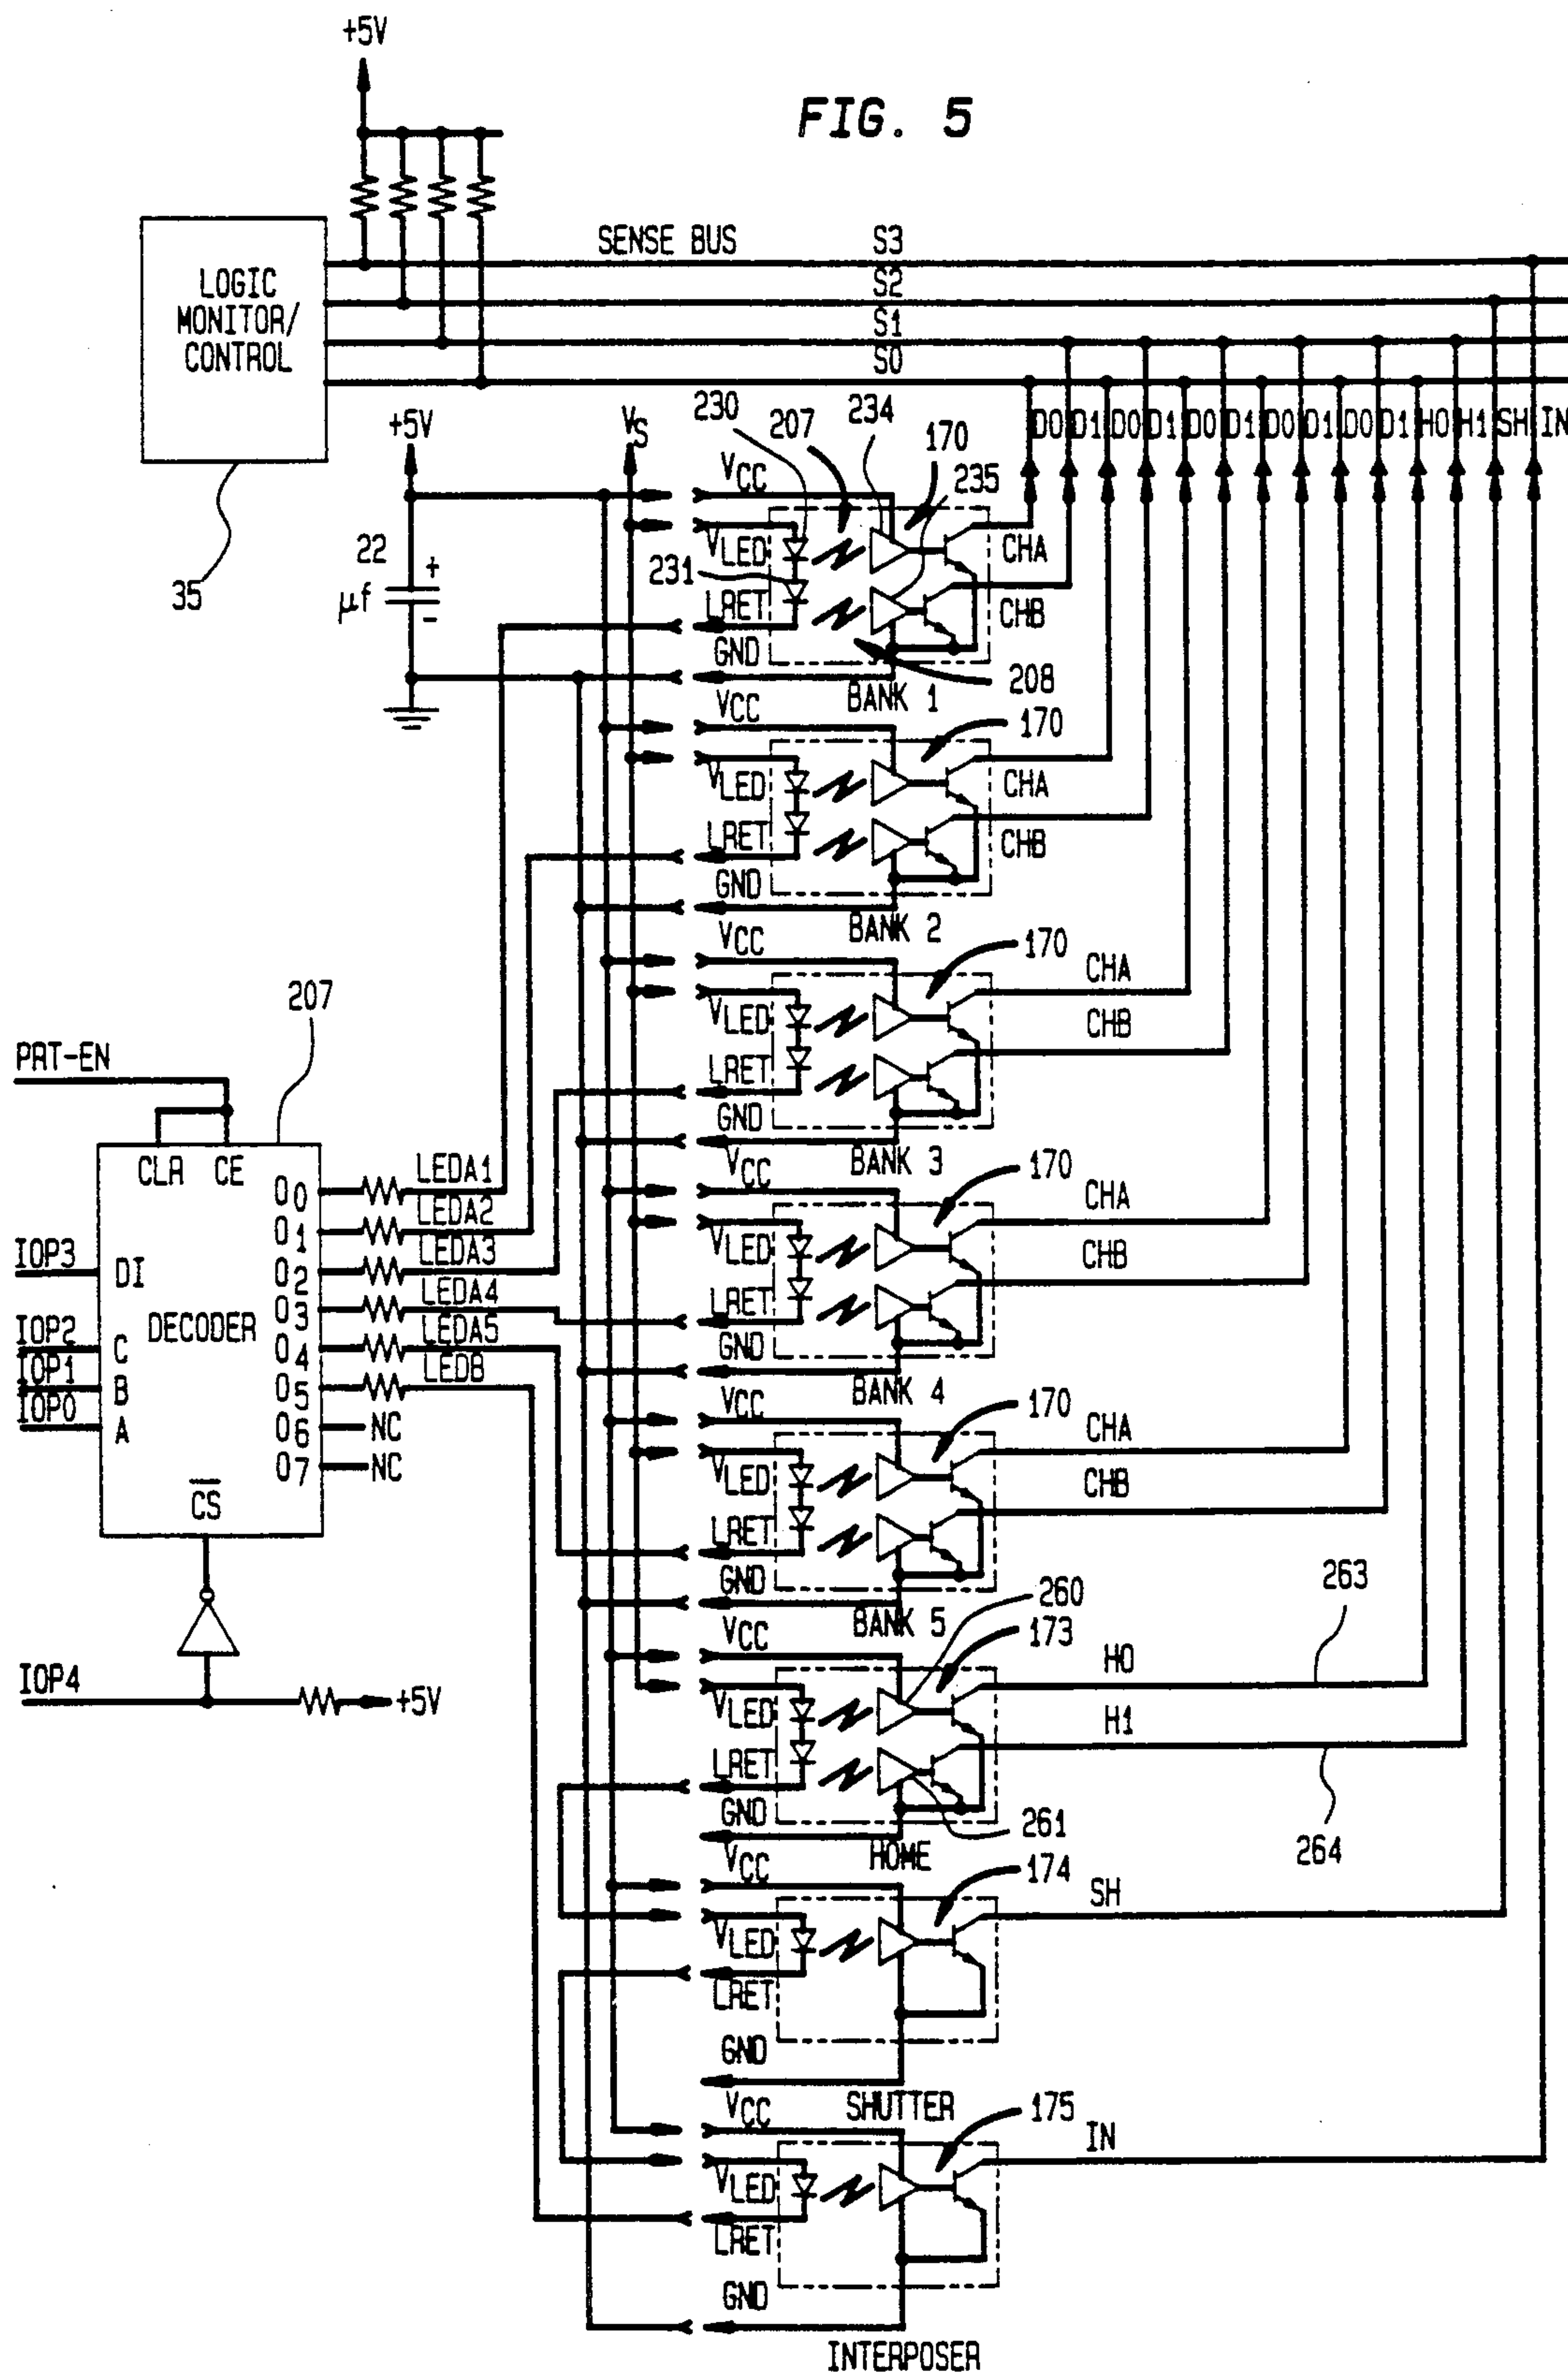 FIG. 5
+5V
SENSE BUS
S3
S2
S1
S0
LOGIC
MONITOR/
CONTROL
35
D0 D1 D0 D1 D0 D1 D0 D1 D0 D1 H0 H1 SH IN
+5V
VS
230
207
234
170
235
VCC
VLED
231
LRET
GND
22
μf
+
-
CHA
CHB
208
BANK 1
VCC
170
VLED
LRET
GND
CHA
CHB
BANK 2
VCC
170
CHA
VLED
CHB
LRET
GND
BANK 3
207
PRT-EN
CLR
CE
IOP3
DI
DECODER
IOP2
C
IOP1
B
IOP0
A
CS
O0
O1
O2
O3
O4
O5
O6
O7
LEDA1
LEDA2
LEDA3
LEDA4
LEDA5
LEDB
NC
NC
IOP4
+5V
VCC
170
CHA
VLED
CHB
LRET
GND
BANK 4
VCC
170
CHA
VLED
CHB
LRET
GND
BANK 5
VCC
260
173
H0
263
VLED
H1
LRET
GND
261
264
HOME
VCC
174
SH
VLED
LRET
GND
SHUTTER
VCC
175
IN
VLED
LRET
GND
INTERPOSER